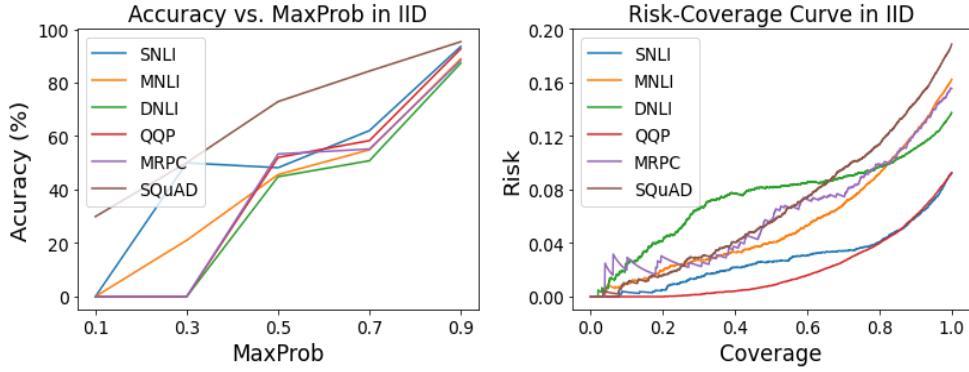 Accuracy vs. MaxProb in IID
100
80
60
40
20
0
Acuracy (%)
SNLI
MNLI
DNLI
QQP
MRPC
SQuAD
0.1 0.3 0.5 0.7 0.9
MaxProb
Risk-Coverage Curve in IID
0.20
0.16
0.12
0.08
0.04
0.00
Risk
SNLI
MNLI
DNLI
QQP
MRPC
SQuAD
0.0 0.2 0.4 0.6 0.8 1.0
Coverage